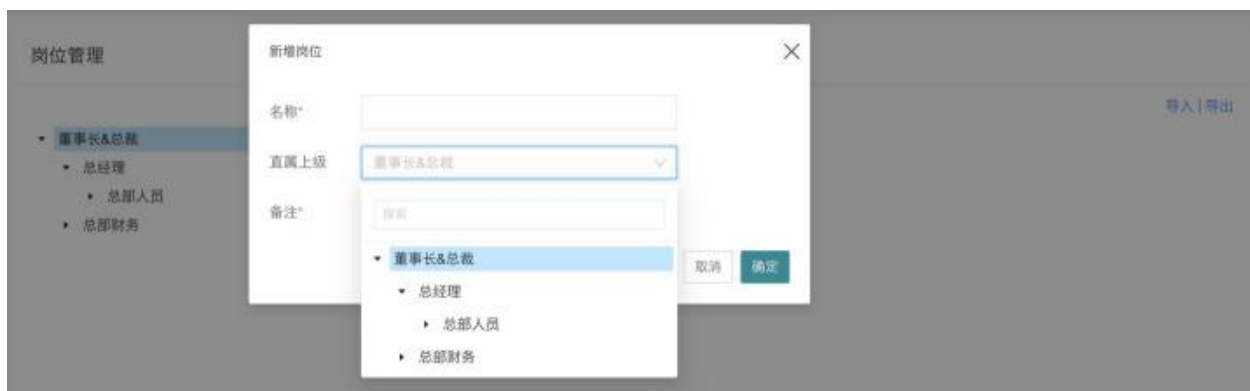 岗位管理
新增岗位
名称*
导入 | 导出
董事长&总裁
总经理
总部人员
总部财务
直属上级
董事长&总裁
备注*
搜索
董事长&总裁
总经理
总部人员
总部财务
取消
确定